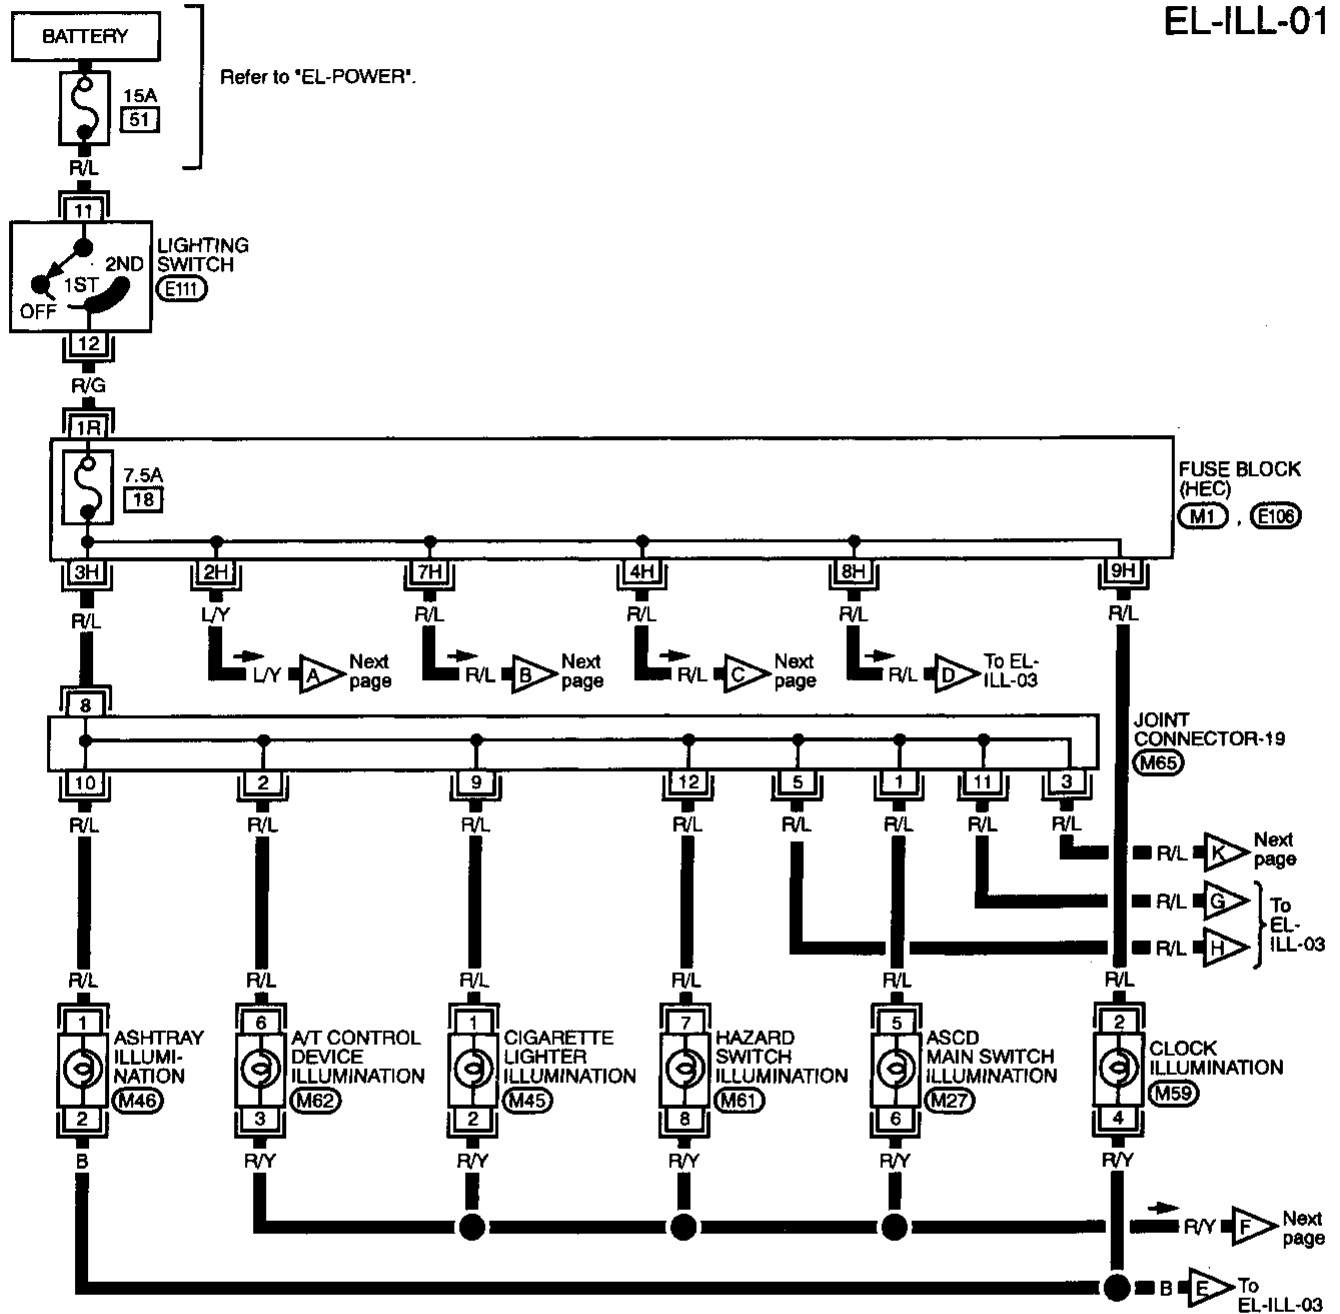 EL-ILL-01
BATTERY
Refer to "EL-POWER".
15A
51
R/L
11
LIGHTING
SWITCH
E111
2ND
1ST
OFF
12
R/G
1R
7.5A
18
FUSE BLOCK
(HEC)
M1 , E106
3H 2H 7H 4H 8H 9H
R/L L/Y R/L R/L R/L R/L
L/Y A Next
page
R/L B Next
page
R/L C Next
page
R/L D To EL-
ILL-03
8
JOINT
CONNECTOR-19
M65
10 2 9 12 5 1 11 3
R/L R/L R/L R/L R/L R/L R/L R/L
R/L K Next
page
R/L G
R/L H
To
EL-
ILL-03
R/L R/L R/L R/L R/L R/L
1 6 1 7 5 2
ASHTRAY
ILLUMI-
NATION
M46
A/T CONTROL
DEVICE
ILLUMINATION
M62
CIGARETTE
LIGHTER
ILLUMINATION
M45
HAZARD
SWITCH
ILLUMINATION
M61
ASCD
MAIN SWITCH
ILLUMINATION
M27
CLOCK
ILLUMINATION
M59
2 3 2 8 6 4
B R/Y R/Y R/Y R/Y R/Y
R/Y F Next
page
B E To
EL-ILL-03